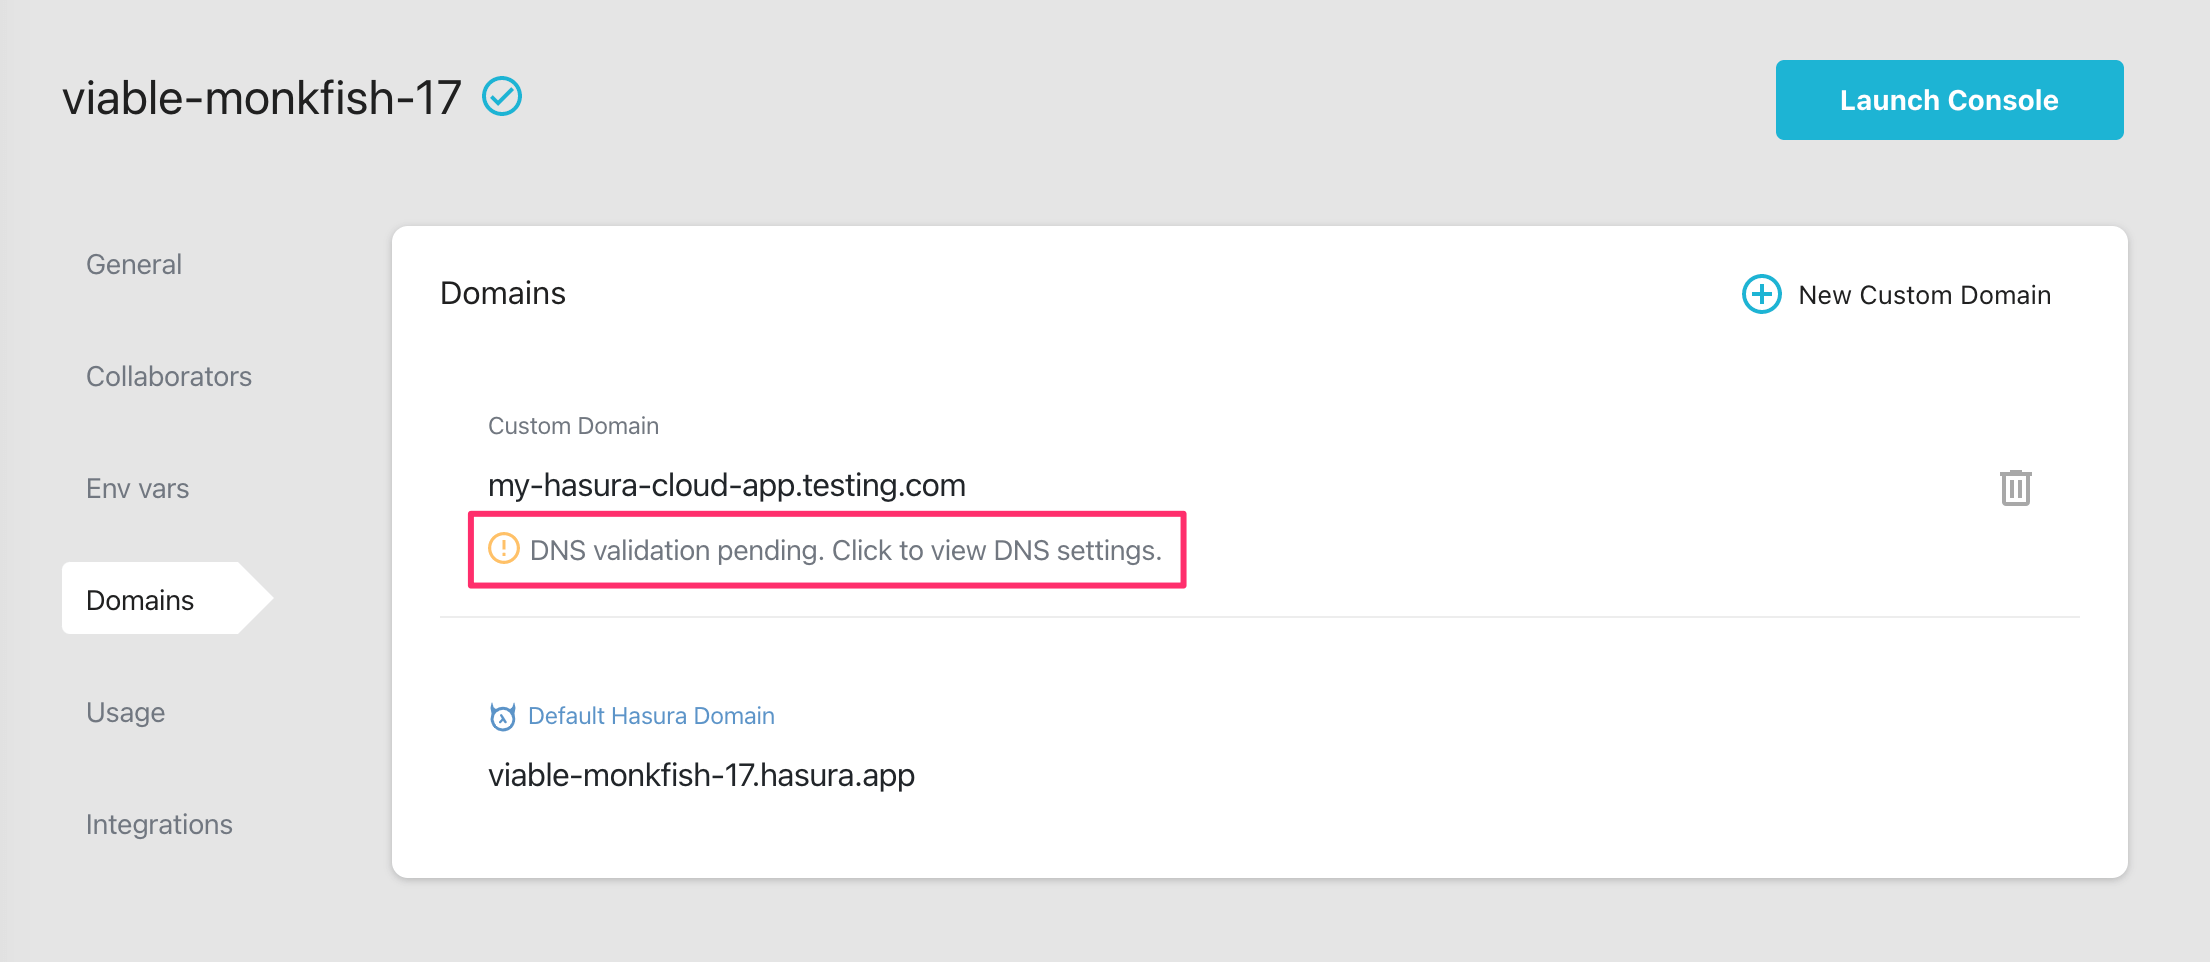 viable-monkfish-17
Launch Console
General
Collaborators
Env vars
Domains
Usage
Integrations
Domains
New Custom Domain
Custom Domain
my-hasura-cloud-app.testing.com
DNS validation pending. Click to view DNS settings.
Default Hasura Domain
viable-monkfish-17.hasura.app